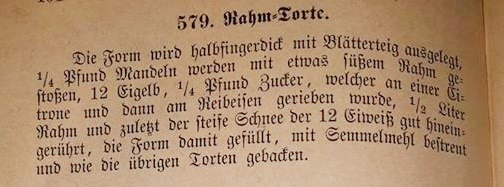 579. Rahm-Torte.
Die Form wird halbfingerdick mit Blätterteig ausgelegt,
1/4 Pfund Mandeln werden mit etwas süßem Rahm ge-
stoßen, 12 Eigelb, 1/4 Pfund Zucker, welcher an einer Ci-
trone und dann am Reibeisen gerieben wurde, 1/2 Liter
Rahm und zuletzt der steife Schnee der 12 Eiweiß gut hinein-
gerührt, die Form damit gefüllt, mit Semmelmehl bestreut
und wie die übrigen Torten gebacken.